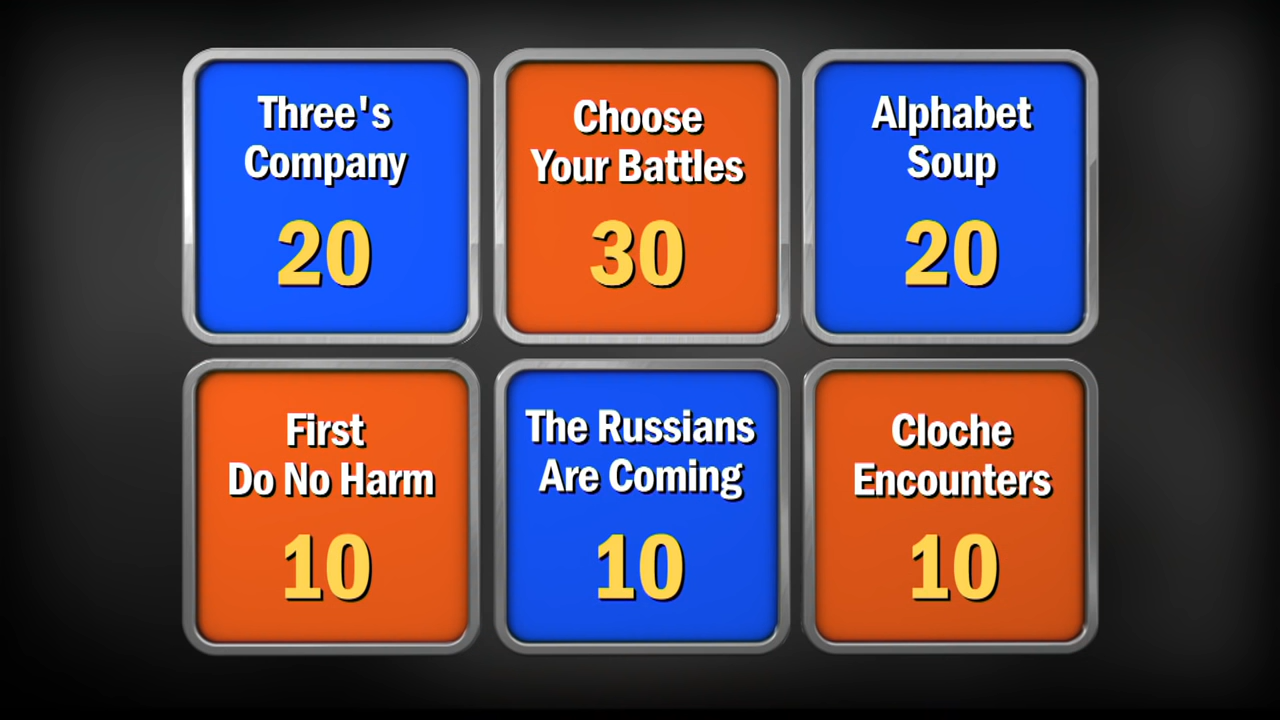 Three's
Company
20
Choose
Your Battles
30
Alphabet
Soup
20
First
Do No Harm
10
The Russians
Are Coming
10
Cloche
Encounters
10